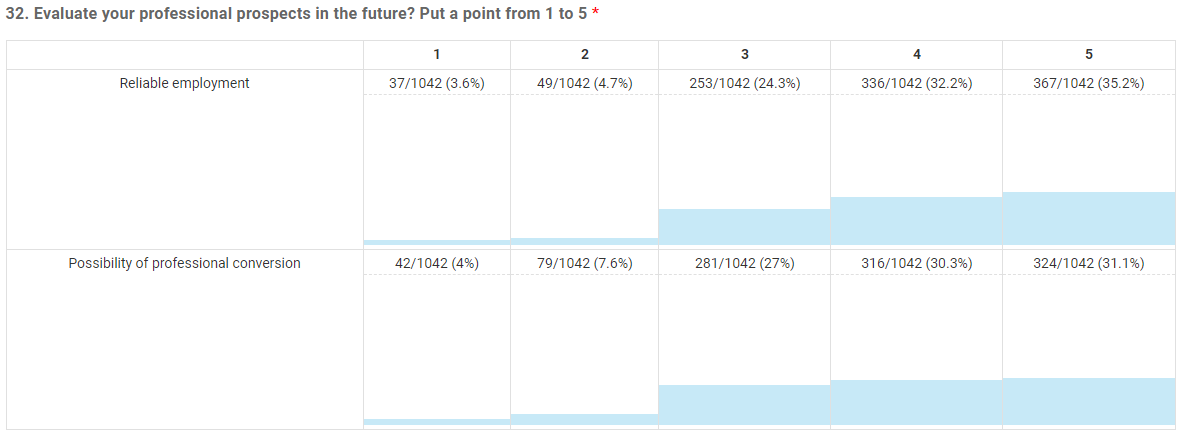 32. Evaluate your professional prospects in the future? Put a point from 1 to 5 *
1 2 3 4 5
Reliable employment 37/1042 (3.6%) 49/1042 (4.7%) 253/1042 (24.3%) 336/1042 (32.2%) 367/1042 (35.2%)
Possibility of professional conversion 42/1042 (4%) 79/1042 (7.6%) 281/1042 (27%) 316/1042 (30.3%) 324/1042 (31.1%)